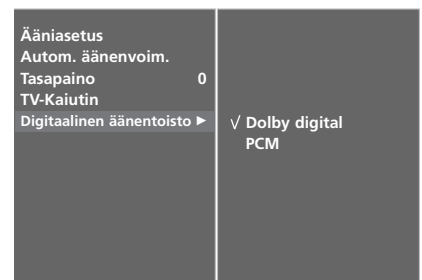 Ääniasetus
Autom. äänenvoim.
Tasapaino 0
TV-Kaiutin
Digitaalinen äänentoisto ►
√ Dolby digital
PCM